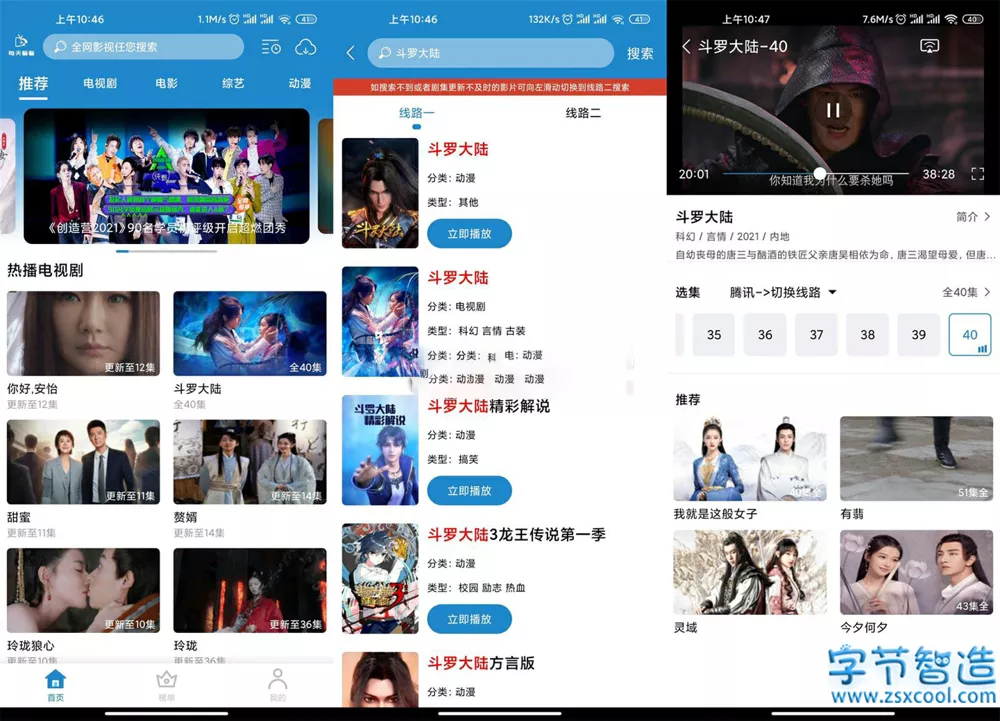 上午10:46
1.1M/s
41
每天看看
全网影视任您搜索
推荐
电视剧
电影
综艺
动漫
《创造营2021》90名学员初评级开启超燃团秀
热播电视剧
更新至12集
全40集
你好,安怡
斗罗大陆
更新至12集
全40集
更新至11集
更新至14集
甜蜜
赘婿
更新至11集
更新至14集
更新至10集
更新至36集
玲珑狼心
玲珑
更新至10集
更新至36集
首页
榜单
我的
上午10:46
132K/s
41
斗罗大陆
搜索
如搜索不到或者剧集更新不及时的影片可向左滑动切换到线路二搜索
线路一
线路二
斗罗大陆
斗罗大陆
分类: 动漫
类型: 其他
立即播放
斗罗大陆
分类: 电视剧
类型: 科幻 言情 古装
分类: 分类: 科 电: 动漫
剧
分类: 动漫 动漫 动漫
斗罗大陆
精彩解说
斗罗大陆精彩解说
分类: 动漫
类型: 搞笑
立即播放
斗罗大陆3龙王传说第一季
分类: 动漫
类型: 校园 励志 热血
立即播放
斗罗大陆方言版
分类: 动漫
上午10:47
7.6M/s
40
斗罗大陆-40
20:01
38:28
你知道我为什么要杀她吗
斗罗大陆
简介
科幻 / 言情 / 2021 / 内地
自幼丧母的唐三与酗酒的铁匠父亲唐昊相依为命，唐三渴望母爱，但唐...
选集
腾讯->切换线路
全40集
35
36
37
38
39
40
推荐
51集全
我就是这般女子
有翡
43集全
灵域
今夕何夕
字节智造
www.zsxcool.com